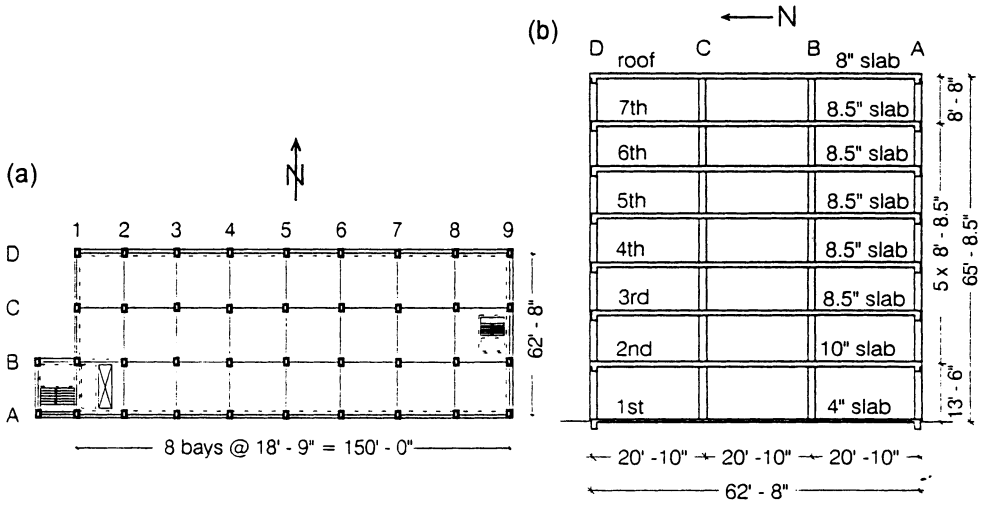 (a)
N
1 2 3 4 5 6 7 8 9
D
C
B
A
62' - 8"
8 bays @ 18' - 9" = 150' - 0"
(b)
N
D C B A
roof 8" slab
7th 8.5" slab
6th 8.5" slab
5th 8.5" slab
4th 8.5" slab
3rd 8.5" slab
2nd 10" slab
1st 4" slab
8' - 8"
5 x 8' - 8.5"
13' - 6"
65' - 8.5"
20' -10" 20' -10" 20' -10"
62' - 8"